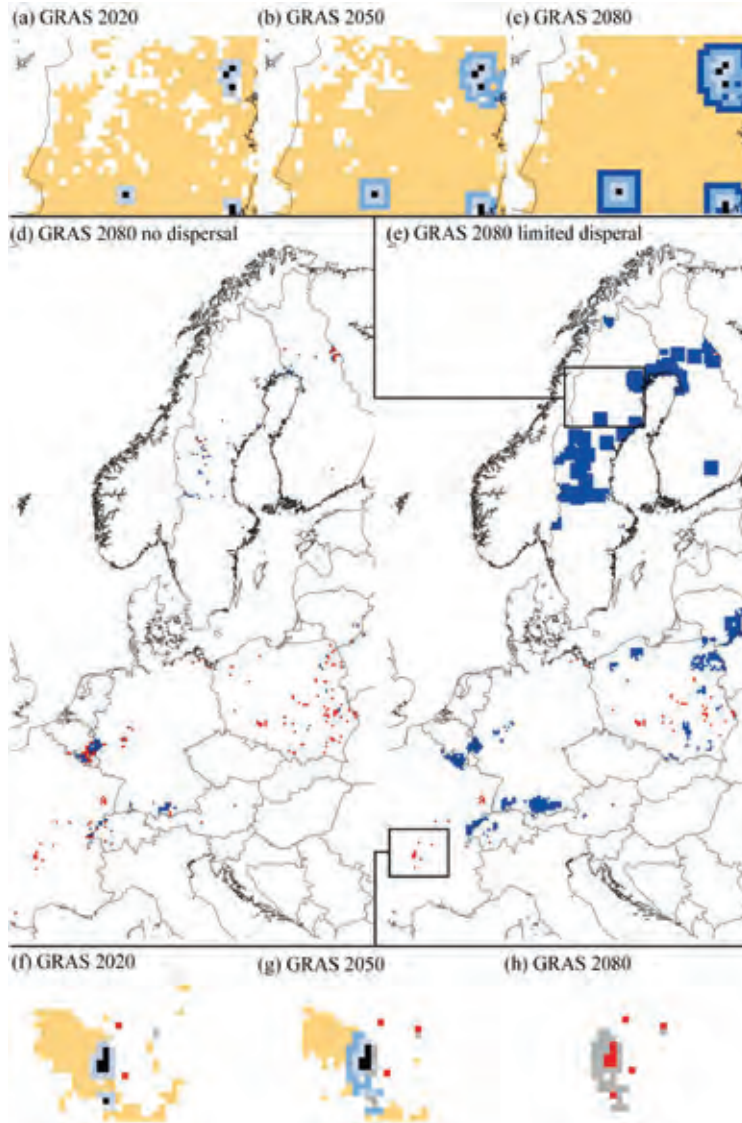 (a) GRAS 2020
(b) GRAS 2050
(c) GRAS 2080
(d) GRAS 2080 no dispersal
(e) GRAS 2080 limited disperal
(f) GRAS 2020
(g) GRAS 2050
(h) GRAS 2080